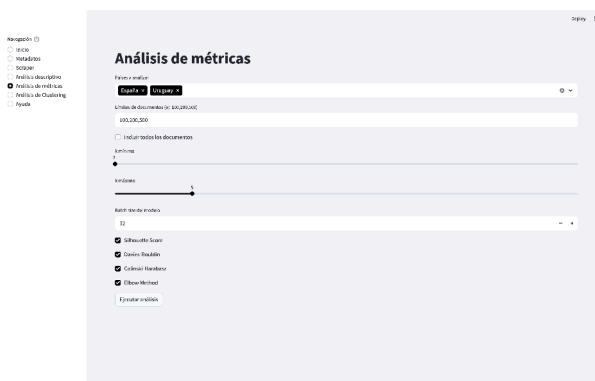 Deploy
Navegación
Inicio
Metadatos
Scraper
Análisis descriptivo
Análisis de métricas
Análisis de Clustering
Ayuda
Análisis de métricas
Países a analizar
España × Uruguay ×
Límites de documentos (ej: 100,200,500)
100,200,500
Incluir todos los documentos
k mínimo
2
k máximo
5
Batch size del modelo
32
Silhouette Score
Davies-Bouldin
Calinski-Harabasz
Elbow Method
Ejecutar análisis